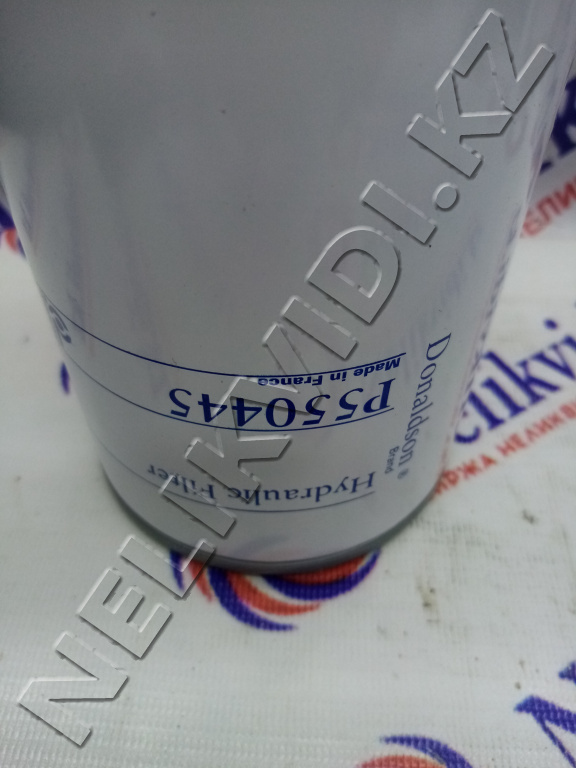 Donaldson®
Brand
Hydraulic Filter
P550445
Made in France
NELIKVIDI.KZ